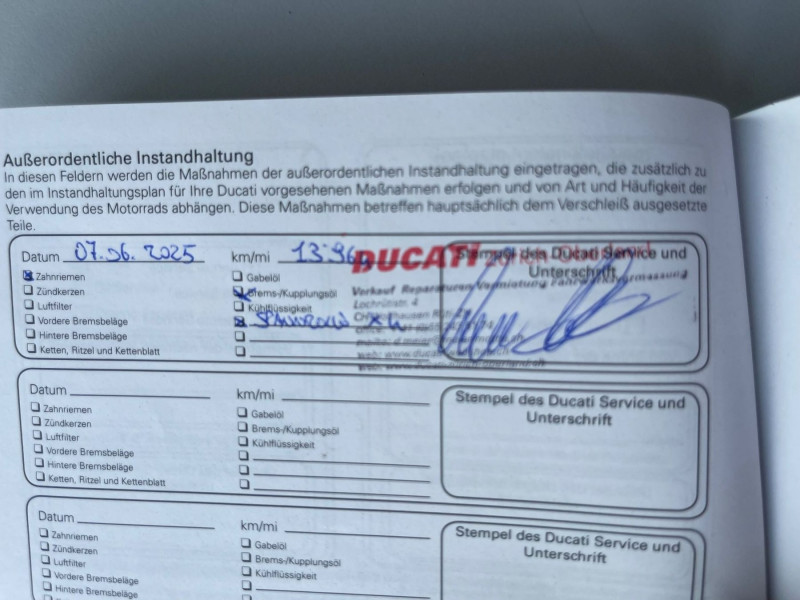 Außerordentliche Instandhaltung
In diesen Feldern werden die Maßnahmen der außerordentlichen Instandhaltung eingetragen, die zusätzlich zu
den im Instandhaltungsplan für Ihre Ducati vorgesehenen Maßnahmen erfolgen und von Art und Häufigkeit der
Verwendung des Motorrads abhängen. Diese Maßnahmen betreffen hauptsächlich dem Verschleiß ausgesetzte
Teile.
Datum 07.06.2025 km/mi
DUCATI
Stempel des Ducati Service und
Unterschrift
Zahnriemen
Zündkerzen
Luftfilter
Vordere Bremsbeläge
Hintere Bremsbeläge
Ketten, Ritzel und Kettenblatt
Gabelöl
Brems-/Kupplungsöl
Kühlflüssigkeit
Verkauf Reparaturen Vermietung
Datum km/mi
Zahnriemen
Zündkerzen
Luftfilter
Vordere Bremsbeläge
Hintere Bremsbeläge
Ketten, Ritzel und Kettenblatt
Gabelöl
Brems-/Kupplungsöl
Kühlflüssigkeit
Stempel des Ducati Service und
Unterschrift
Datum km/mi
Zahnriemen
Zündkerzen
Luftfilter
Vordere Bremsbeläge
Hintere Bremsbeläge
Gabelöl
Brems-/Kupplungsöl
Kühlflüssigkeit
Stempel des Ducati Service und
Unterschrift